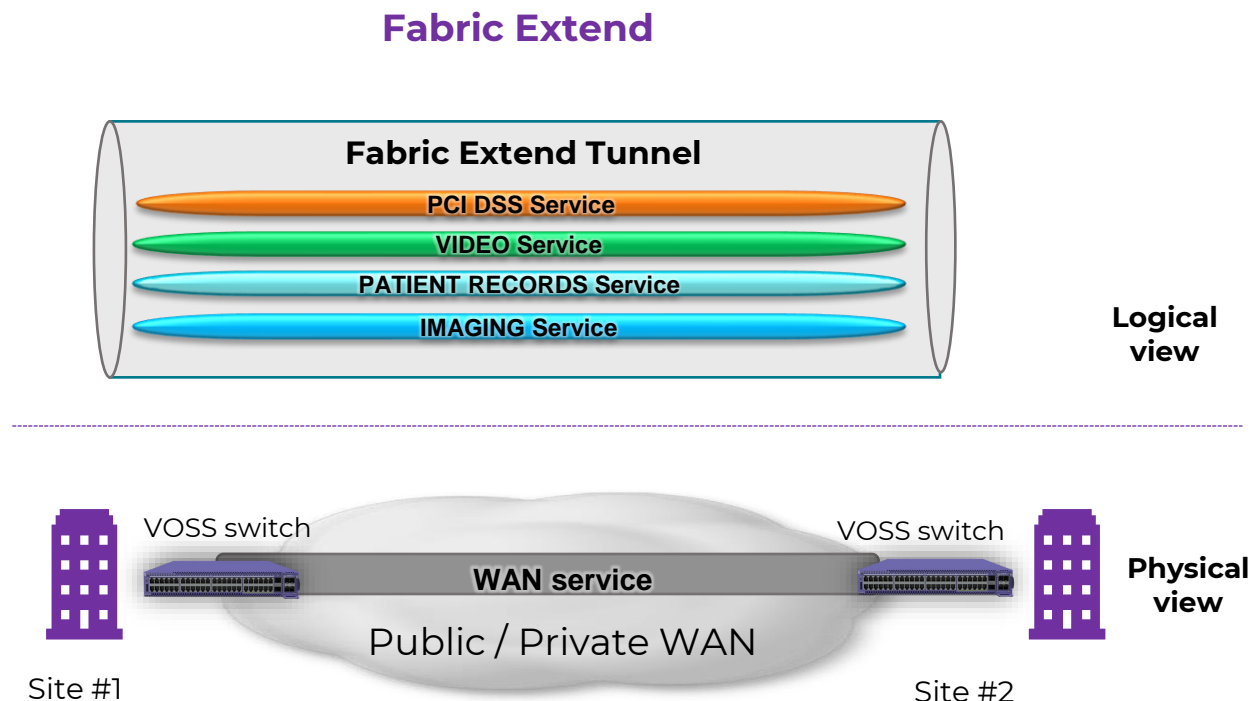 Fabric Extend
Fabric Extend Tunnel
PCI DSS Service
VIDEO Service
PATIENT RECORDS Service
IMAGING Service
Logical
view
VOSS switch
VOSS switch
WAN service
Physical
view
Public / Private WAN
Site #1
Site #2